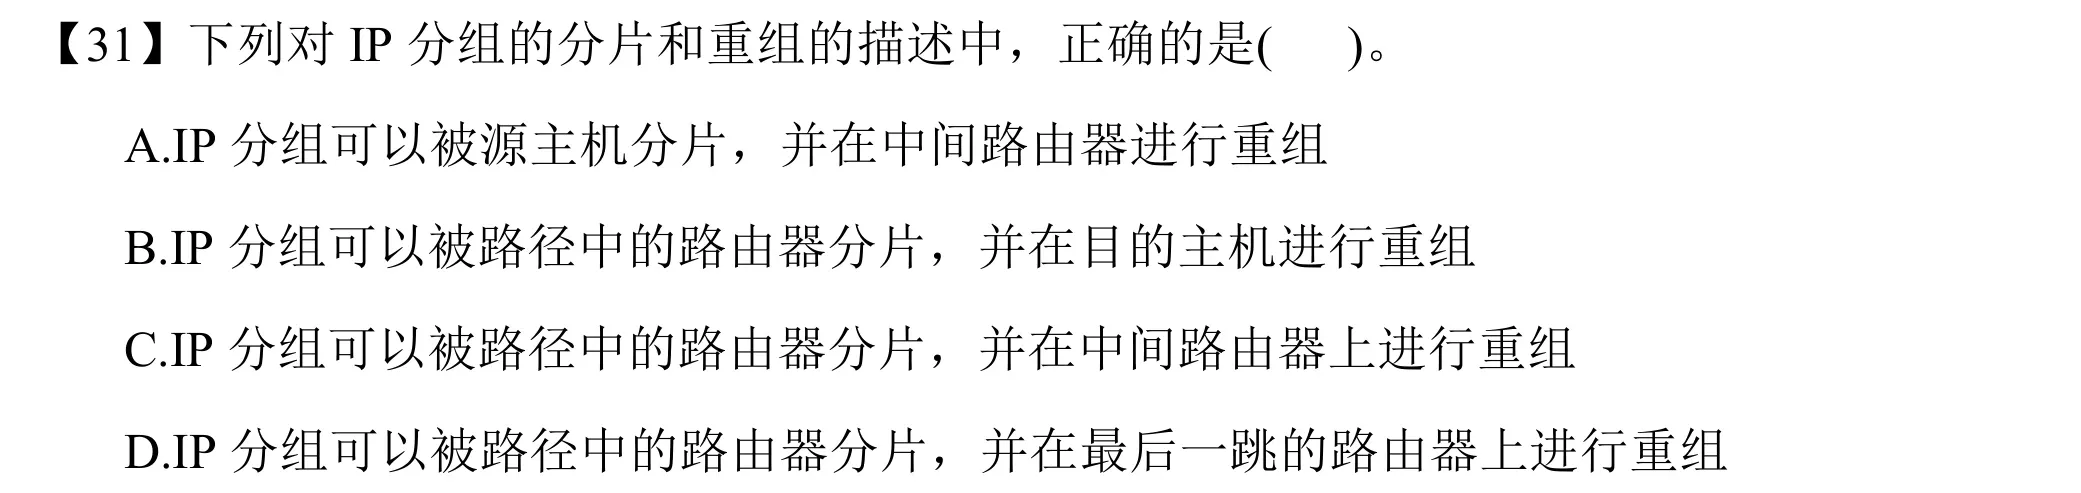 【31】下列对 IP 分组的分片和重组的描述中，正确的是(    )。
A.IP 分组可以被源主机分片，并在中间路由器进行重组
B.IP 分组可以被路径中的路由器分片，并在目的主机进行重组
C.IP 分组可以被路径中的路由器分片，并在中间路由器上进行重组
D.IP 分组可以被路径中的路由器分片，并在最后一跳的路由器上进行重组